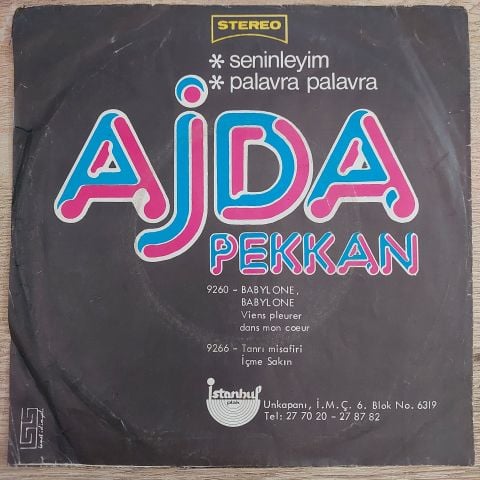 STEREO
* seninleyim
* palavra palavra
AJDA
PEKKAN
9260 - BABYLONE,
BABYLONE
Viens pleurer
dans mon coeur
9266 - Tanrı misafiri
İçme Sakın
istanbul
plak
Unkapanı, İ.M.Ç. 6. Blok No. 6319
Tel: 27 70 20 - 27 87 82